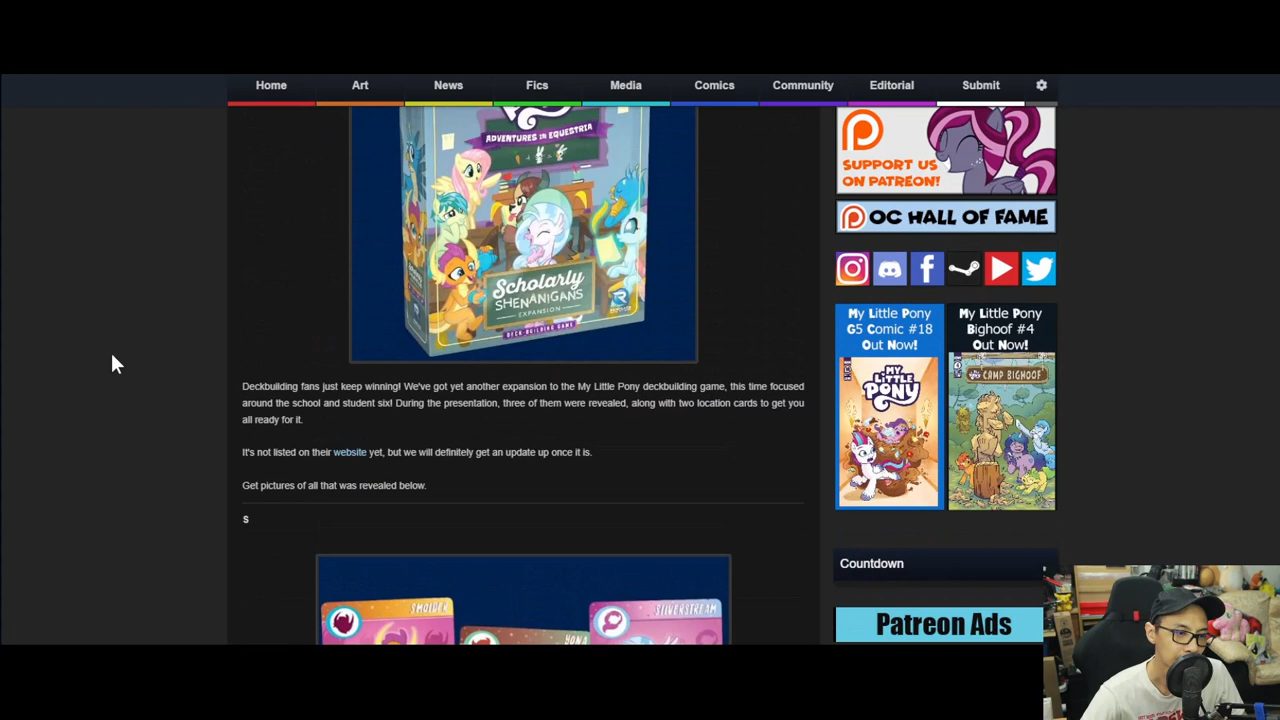 Home Art News Fics Media Comics Community Editorial Submit
ADVENTURES IN EQUESTRIA
Scholarly
SHENANIGANS
EXPANSION
DECK-BUILDING GAME
Deckbuilding fans just keep winning! We've got yet another expansion to the My Little Pony deckbuilding game, this time focused
around the school and student six! During the presentation, three of them were revealed, along with two location cards to get you
all ready for it.
It's not listed on their website yet, but we will definitely get an update up once it is.
Get pictures of all that was revealed below.
S
SMOLDER
YONA
SILVERSTREAM
SUPPORT US
ON PATREON!
OC HALL OF FAME
My Little Pony
G5 Comic #18
Out Now!
MY
LITTLE
PONY
My Little Pony
Bighoof #4
Out Now!
CAMP BIGHOOF
Countdown
Patreon Ads